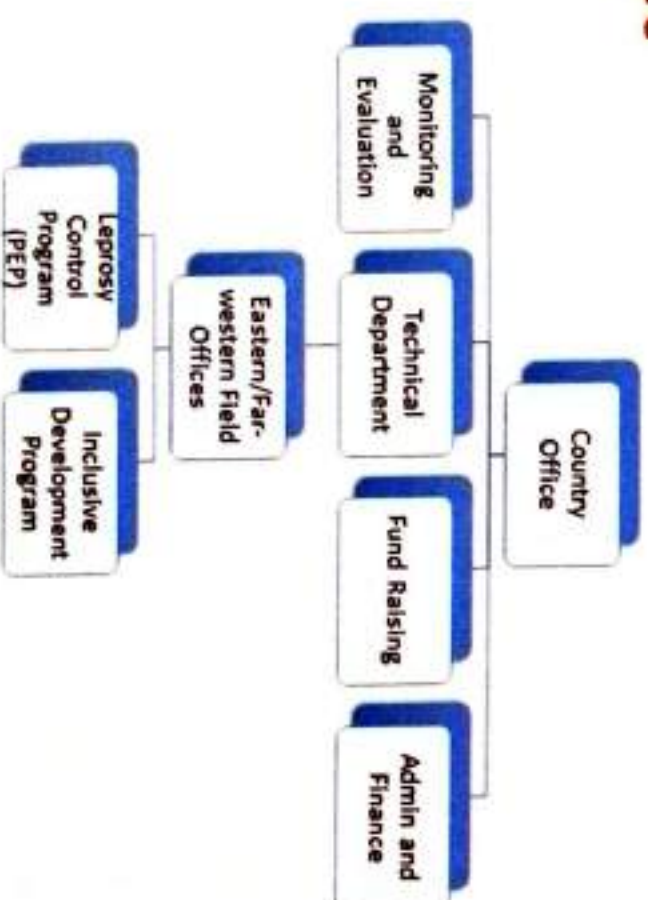 Country
Office
Monitoring
and
Evaluation
Technical
Department
Fund Raising
Admin and
Finance
Eastern/Far-
western Field
Offices
Leprosy
Control
Program
(PEP)
Inclusive
Development
Program